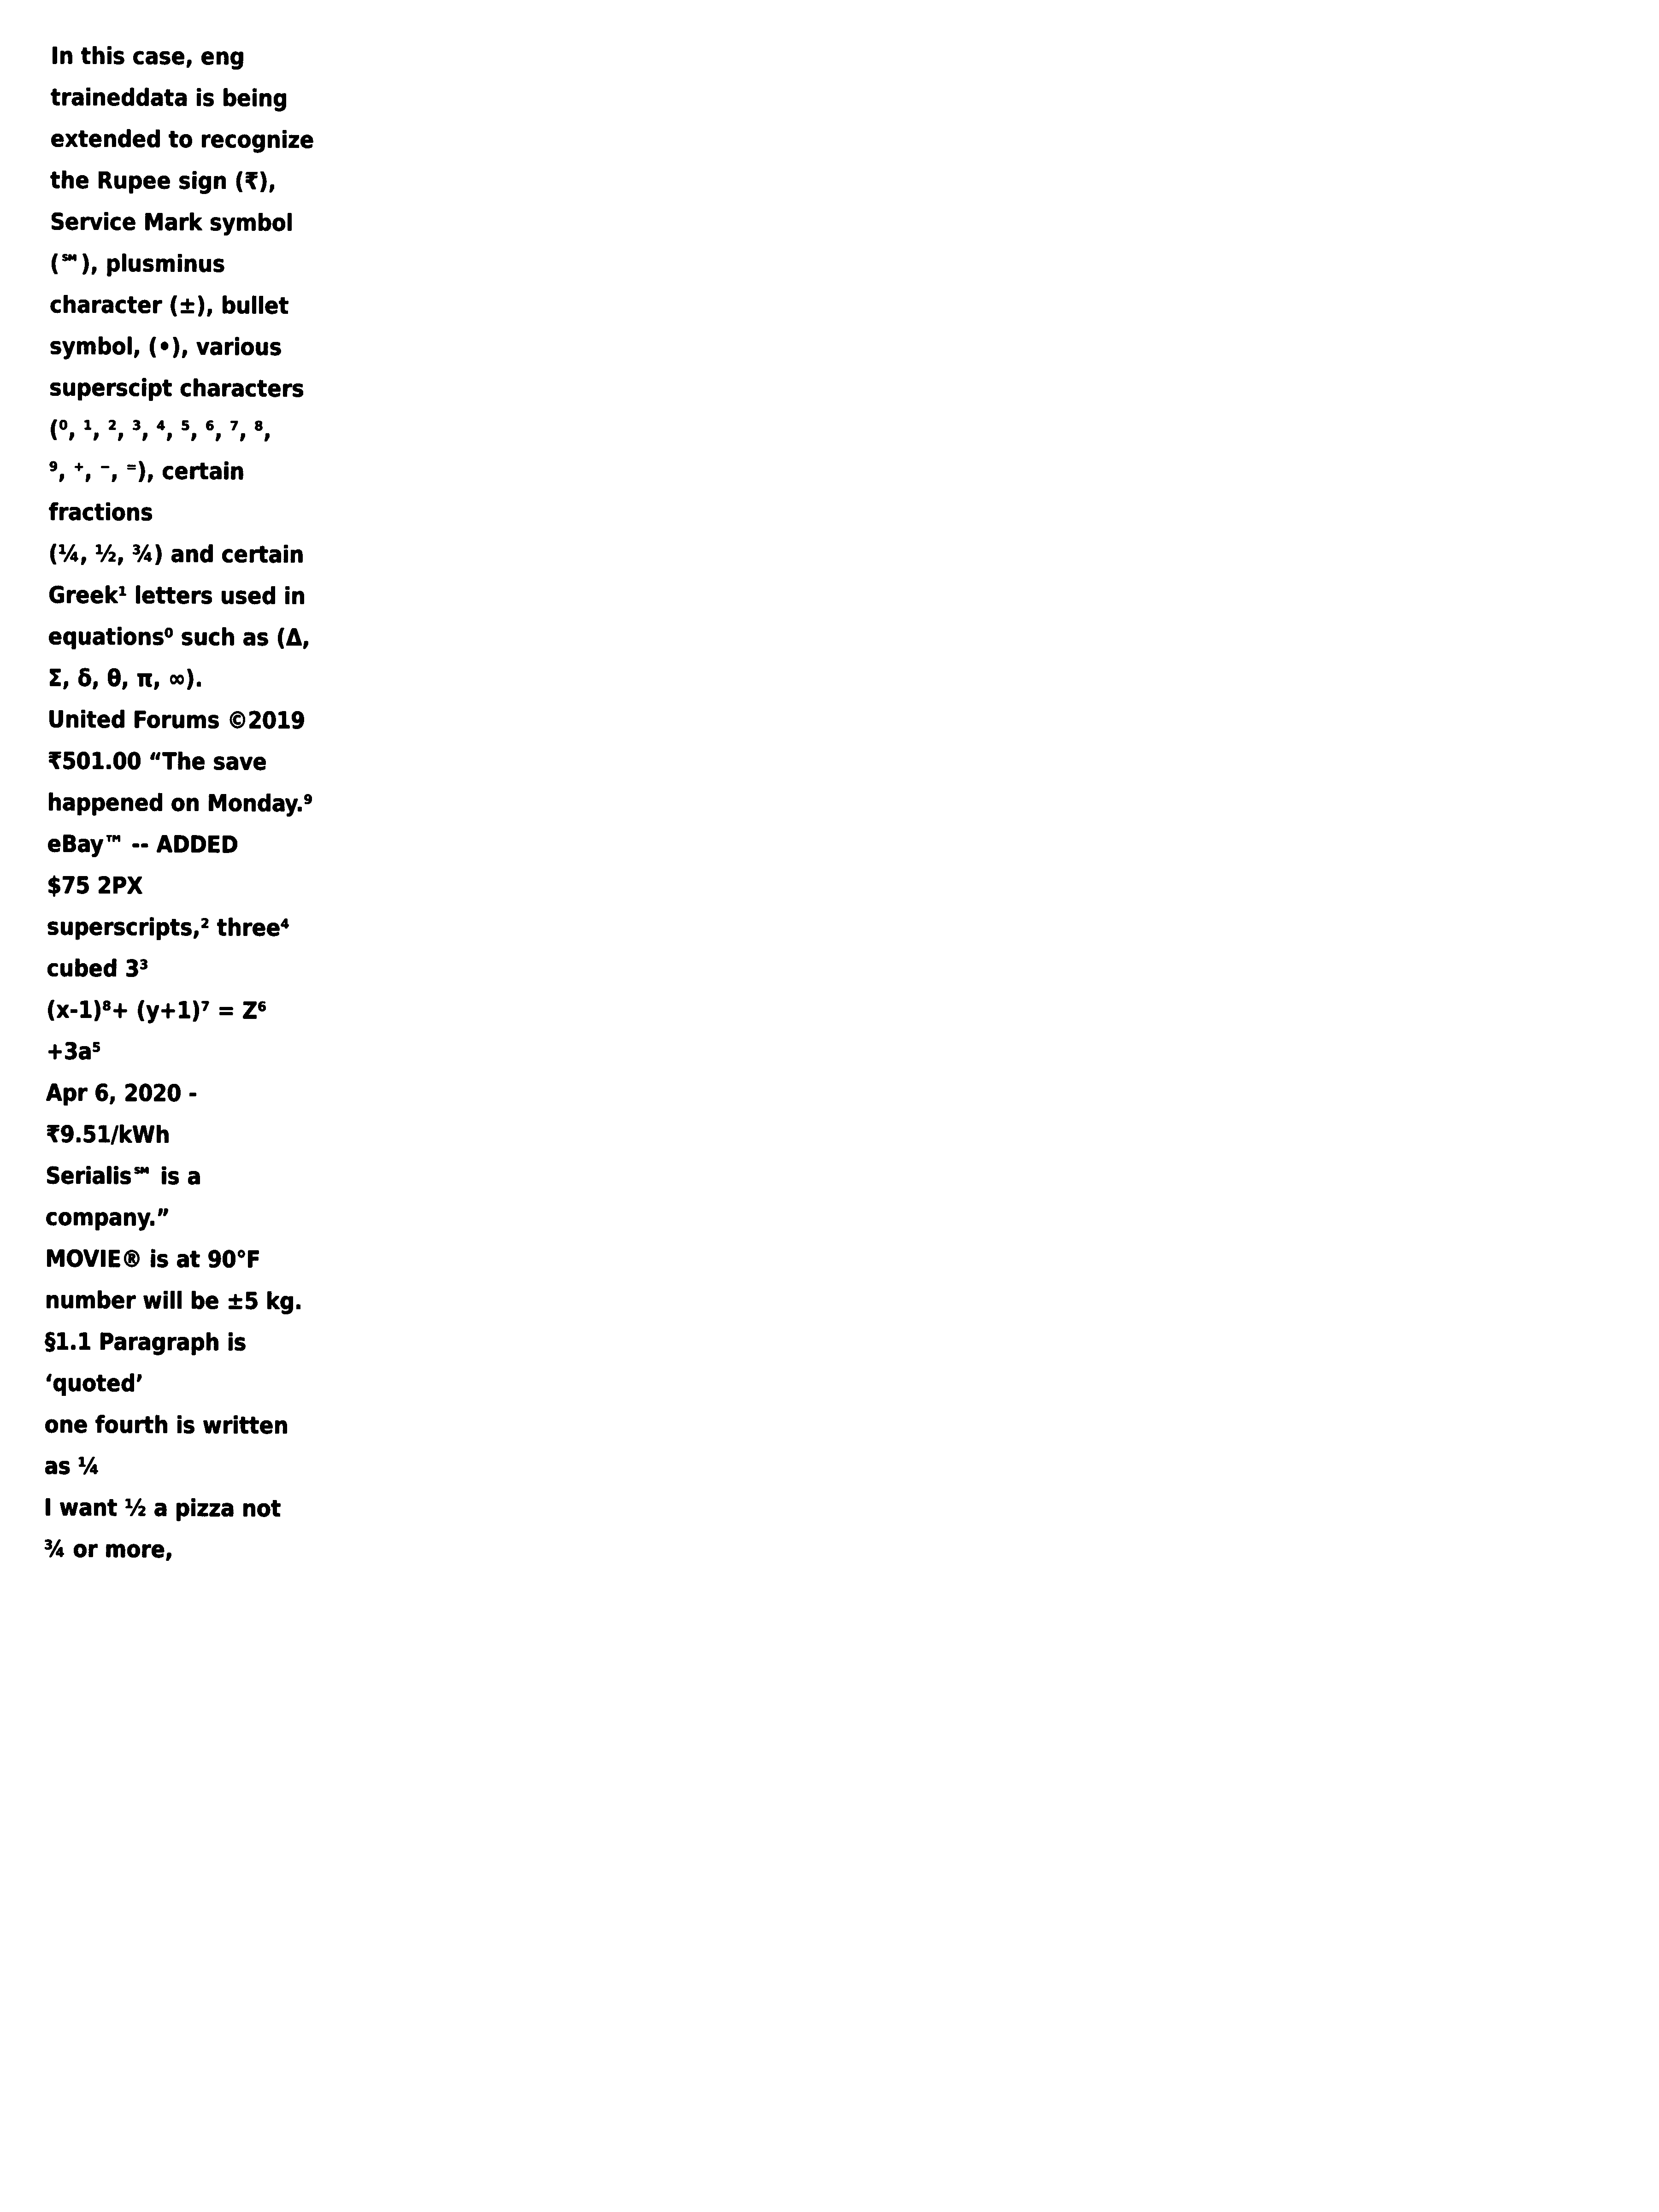 In this case, eng
traineddata is being
extended to recognize
the Rupee sign (₹),
Service Mark symbol
(℠), plusminus
character (±), bullet
symbol, (•), various
superscipt characters
(⁰, ¹, ², ³, ⁴, ⁵, ⁶, ⁷, ⁸,
⁹, ⁺, ⁻, ⁼), certain
fractions
(¼, ½, ¾) and certain
Greek¹ letters used in
equations⁰ such as (Δ,
Σ, δ, θ, π, ∞).
United Forums ©2019
₹501.00 “The save
happened on Monday.⁹
eBay™ -- ADDED
$75 2PX
superscripts,² three⁴
cubed 3³
(x-1)⁸+ (y+1)⁷ = Z⁶
+3a⁵
Apr 6, 2020 -
₹9.51/kWh
Serialis℠ is a
company.”
MOVIE® is at 90°F
number will be ±5 kg.
§1.1 Paragraph is
‘quoted’
one fourth is written
as ¼
I want ½ a pizza not
¾ or more,